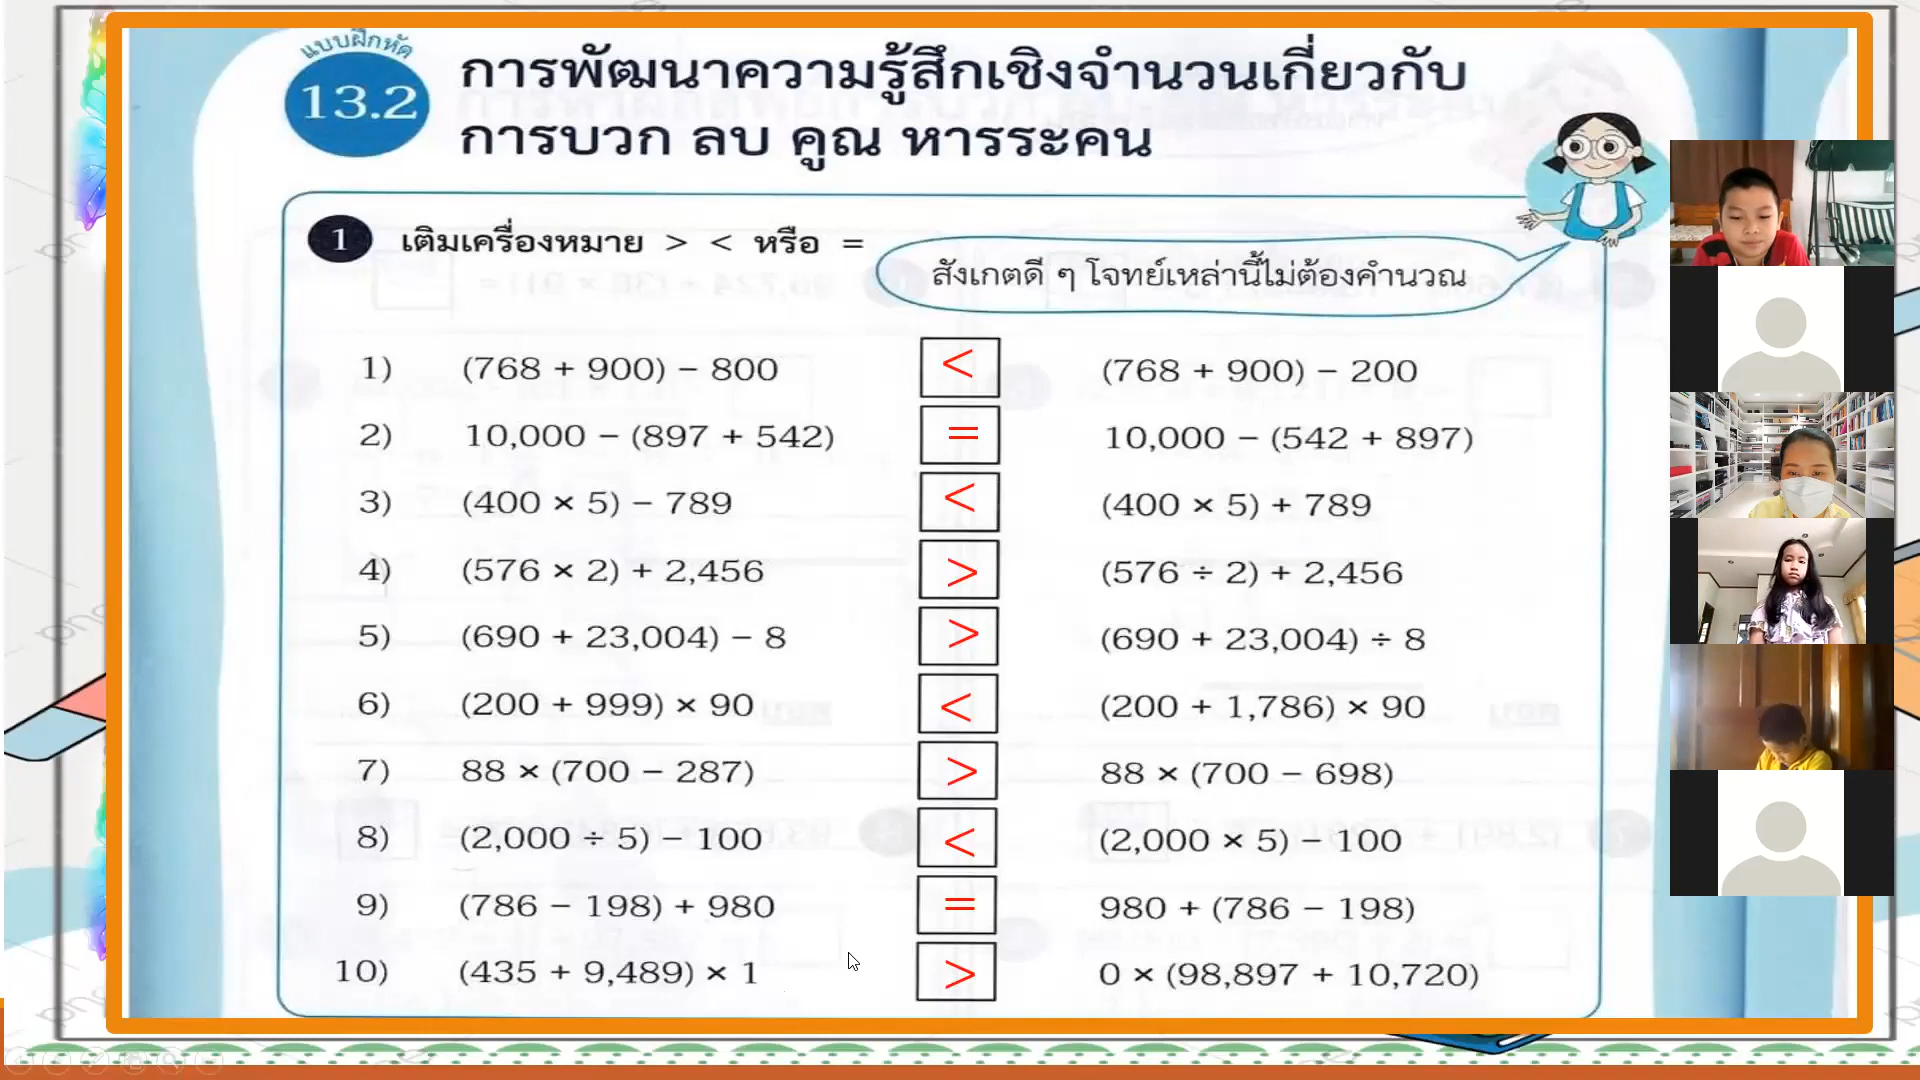 แบบฝึกหัด
13.2
การพัฒนาความรู้สึกเชิงจำนวนเกี่ยวกับ
การบวก ลบ คูณ หารระคน
1 เติมเครื่องหมาย > < หรือ =
สังเกตดี ๆ โจทย์เหล่านี้ไม่ต้องคำนวณ
1) (768 + 900) − 800 < (768 + 900) − 200
2) 10,000 − (897 + 542) = 10,000 − (542 + 897)
3) (400 × 5) − 789 < (400 × 5) + 789
4) (576 × 2) + 2,456 > (576 ÷ 2) + 2,456
5) (690 + 23,004) − 8 > (690 + 23,004) ÷ 8
6) (200 + 999) × 90 < (200 + 1,786) × 90
7) 88 × (700 − 287) > 88 × (700 − 698)
8) (2,000 ÷ 5) − 100 < (2,000 × 5) − 100
9) (786 − 198) + 980 = 980 + (786 − 198)
10) (435 + 9,489) × 1 > 0 × (98,897 + 10,720)